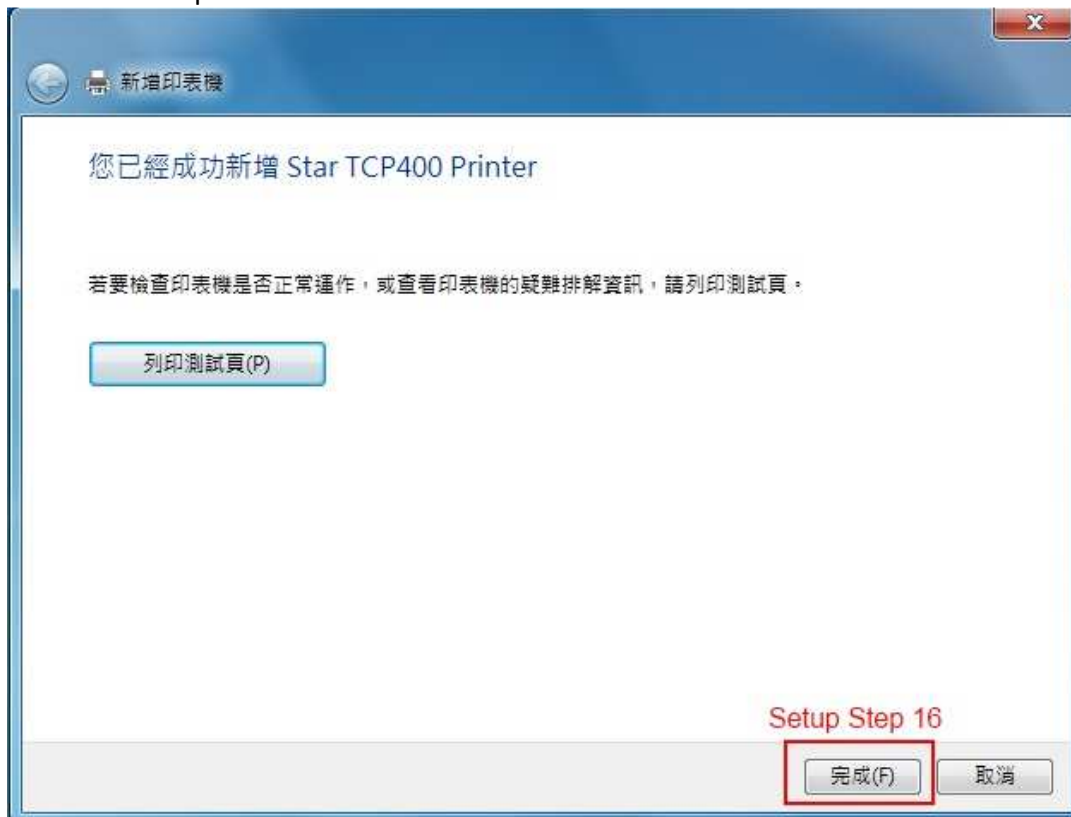 X
新增印表機
您已經成功新增 Star TCP400 Printer
若要檢查印表機是否正常運作，或查看印表機的疑難排解資訊，請列印測試頁。
列印測試頁(P)
Setup Step 16
完成(F) 取消